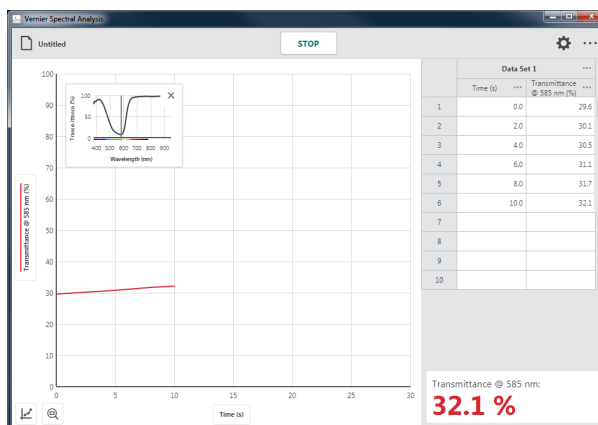 Vernier Spectral Analysis
Untitled
STOP
100
90
80
70
60
50
40
30
20
10
0
Transmittance @ 585 nm (%)
0 5 10 15 20 25 30
Time (s)
100
50
0
Transmittance (%)
400 500 600 700 800 900
Wavelength (nm)
Data Set 1
Time (s) Transmittance @ 585 nm (%)
1 0.0 29.6
2 2.0 30.1
3 4.0 30.5
4 6.0 31.1
5 8.0 31.7
6 10.0 32.1
7
8
9
10
Transmittance @ 585 nm:
32.1 %